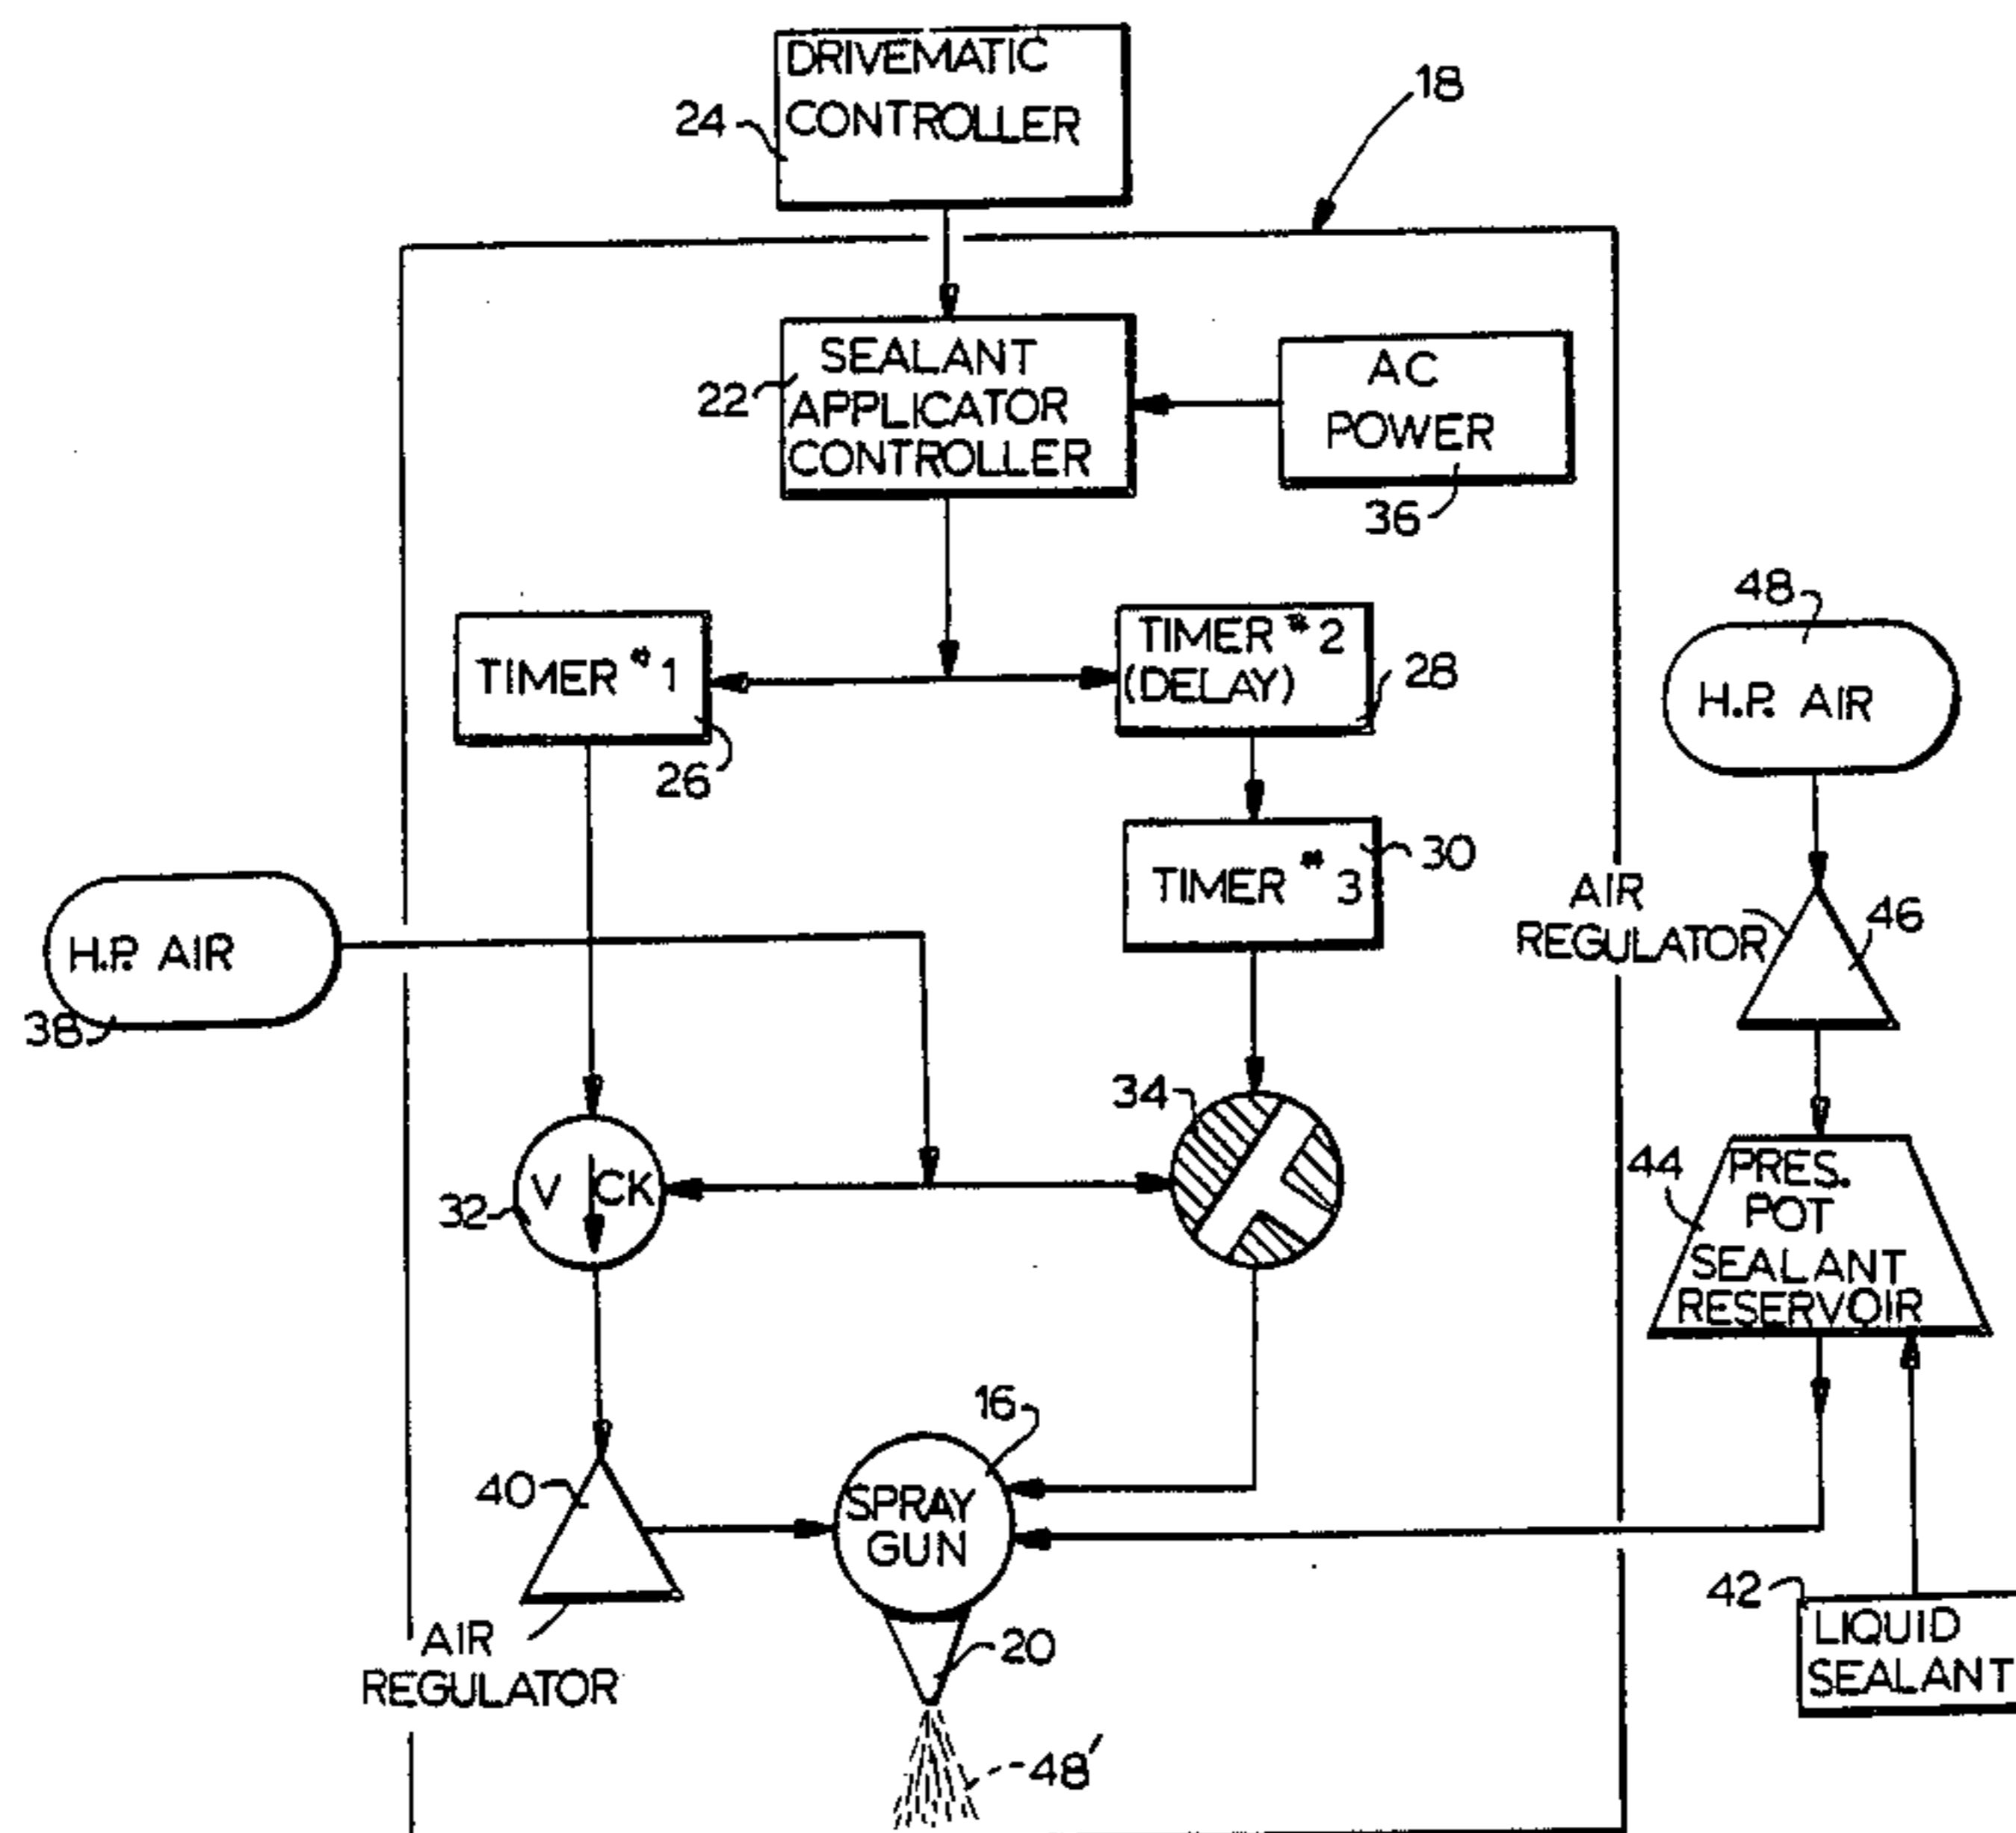 DRIVEMATIC
CONTROLLER
24
18
SEALANT
APPLICATOR
CONTROLLER
22
AC
POWER
36
TIMER #1
26
TIMER #2
(DELAY)
28
48
H.P. AIR
TIMER #3
30
AIR
REGULATOR
46
H.P. AIR
38
34
V CK
32
44
PRES.
POT
SEALANT
RESERVOIR
16
40
SPRAY
GUN
42
LIQUID
SEALANT
AIR
REGULATOR
20
48'